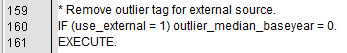 159 * Remove outlier tag for external source.
160 IF (use_external = 1) outlier_median_baseyear = 0.
161 EXECUTE.